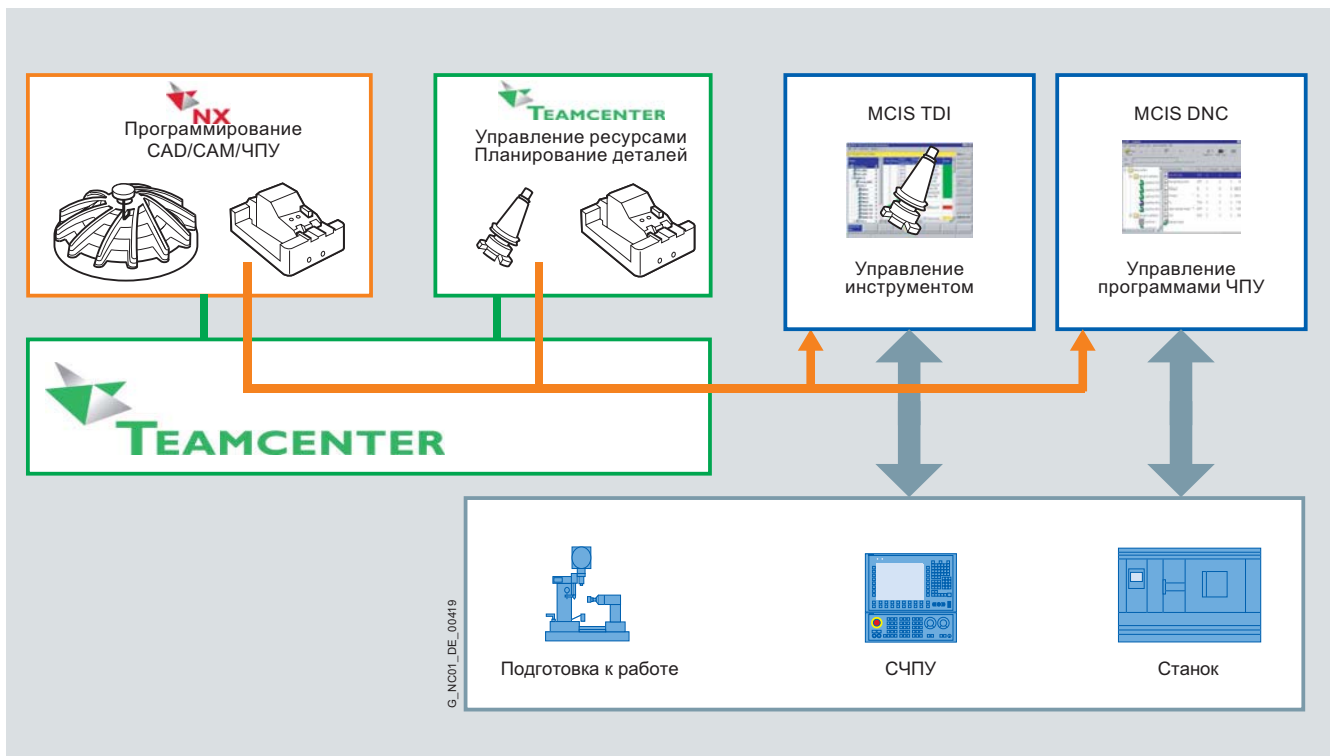 NX
Программирование
CAD/CAM/ЧПУ
TEAMCENTER
Управление ресурсами
Планирование деталей
MCIS TDI
Управление
инструментом
MCIS DNC
Управление
программами ЧПУ
TEAMCENTER
G_NC01_DE_00419
Подготовка к работе
СЧПУ
Станок